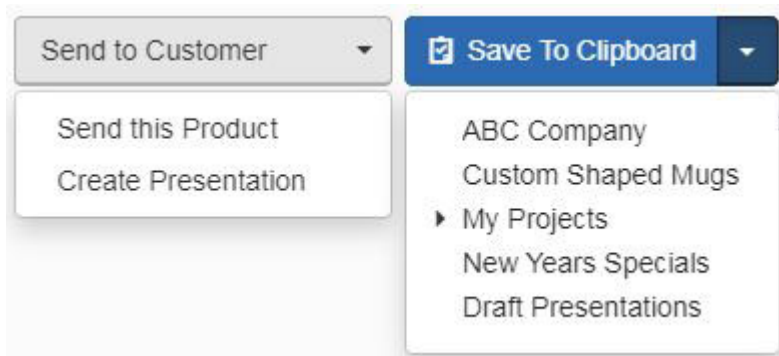 Send to Customer
Save To Clipboard
Send this Product
Create Presentation
ABC Company
Custom Shaped Mugs
My Projects
New Years Specials
Draft Presentations